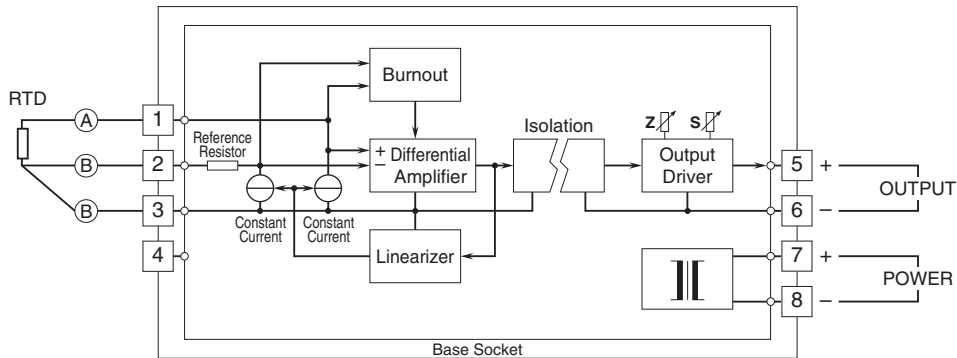 RTD
A
B
B
1
2
3
4
Reference
Resistor
Burnout
+
−
Differential
Amplifier
Constant
Current
Constant
Current
Linearizer
Isolation
Z
S
Output
Driver
5
6
7
8
+
−
OUTPUT
+
−
POWER
Base Socket